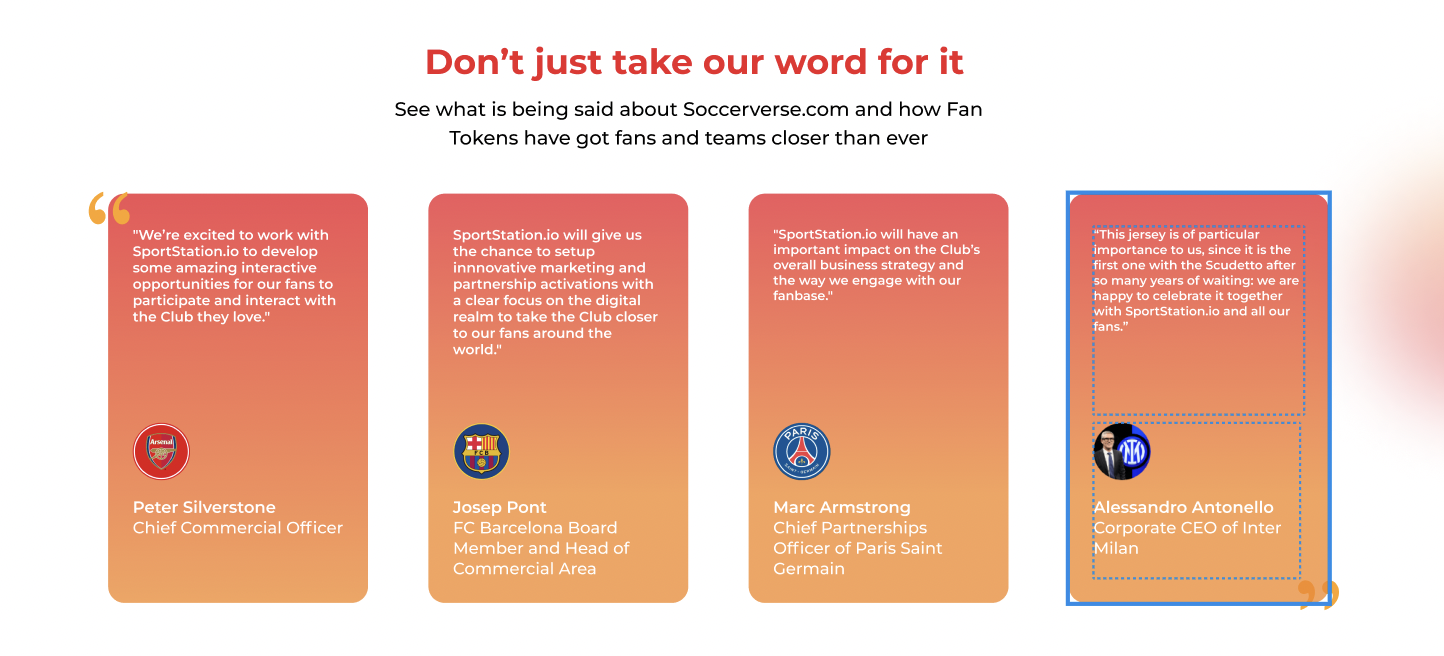 Don’t just take our word for it
See what is being said about Soccerverse.com and how Fan
Tokens have got fans and teams closer than ever
"We’re excited to work with
SportStation.io to develop
some amazing interactive
opportunities for our fans to
participate and interact with
the Club they love."
Arsenal
Peter Silverstone
Chief Commercial Officer
SportStation.io will give us
the chance to setup
innnovative marketing and
partnership activations with
a clear focus on the digital
realm to take the Club closer
to our fans around the
world."
FCB
Josep Pont
FC Barcelona Board
Member and Head of
Commercial Area
"SportStation.io will have an
important impact on the Club’s
overall business strategy and
the way we engage with our
fanbase."
PARIS
SAINT-GERMAIN
Marc Armstrong
Chief Partnerships
Officer of Paris Saint
Germain
“This jersey is of particular
importance to us, since it is the
first one with the Scudetto after
so many years of waiting: we are
happy to celebrate it together
with SportStation.io and all our
fans.”
Alessandro Antonello
Corporate CEO of Inter
Milan